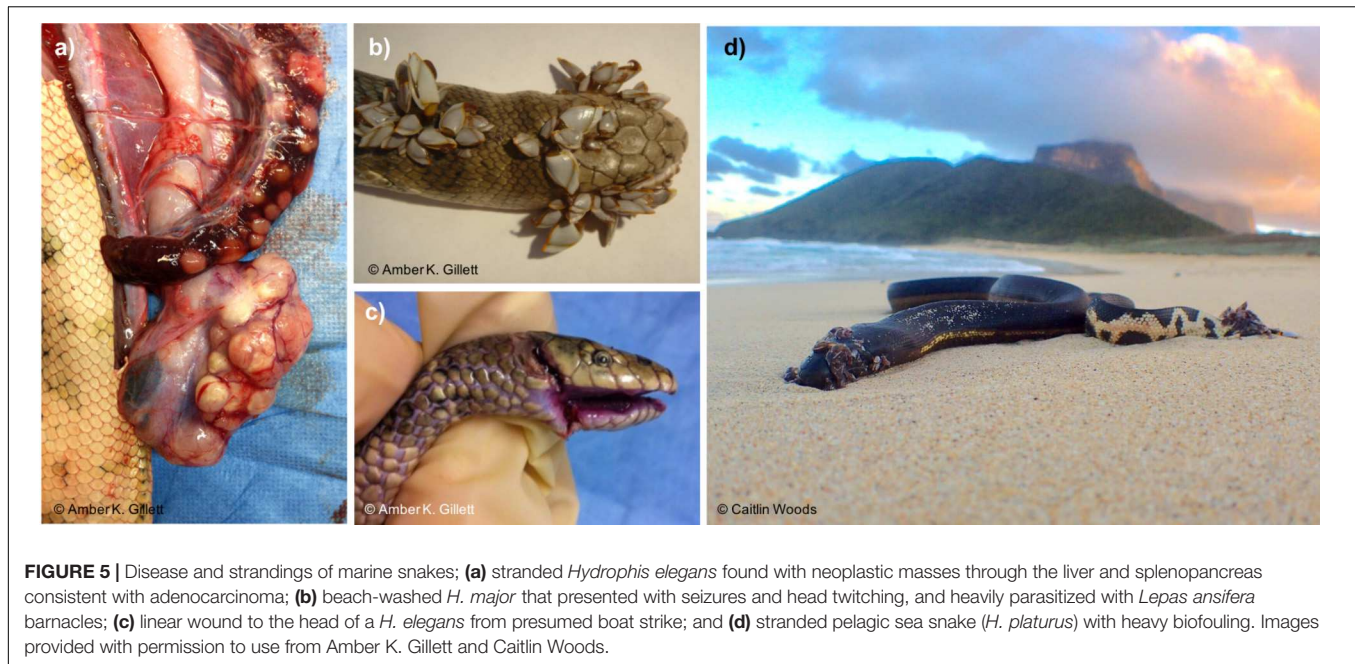 a)
© Amber K. Gillett
b)
© Amber K. Gillett
c)
© Amber K. Gillett
d)
© Caitlin Woods
FIGURE 5 | Disease and strandings of marine snakes; (a) stranded Hydrophis elegans found with neoplastic masses through the liver and splenopancreas
consistent with adenocarcinoma; (b) beach-washed H. major that presented with seizures and head twitching, and heavily parasitized with Lepas ansifera
barnacles; (c) linear wound to the head of a H. elegans from presumed boat strike; and (d) stranded pelagic sea snake (H. platurus) with heavy biofouling. Images
provided with permission to use from Amber K. Gillett and Caitlin Woods.